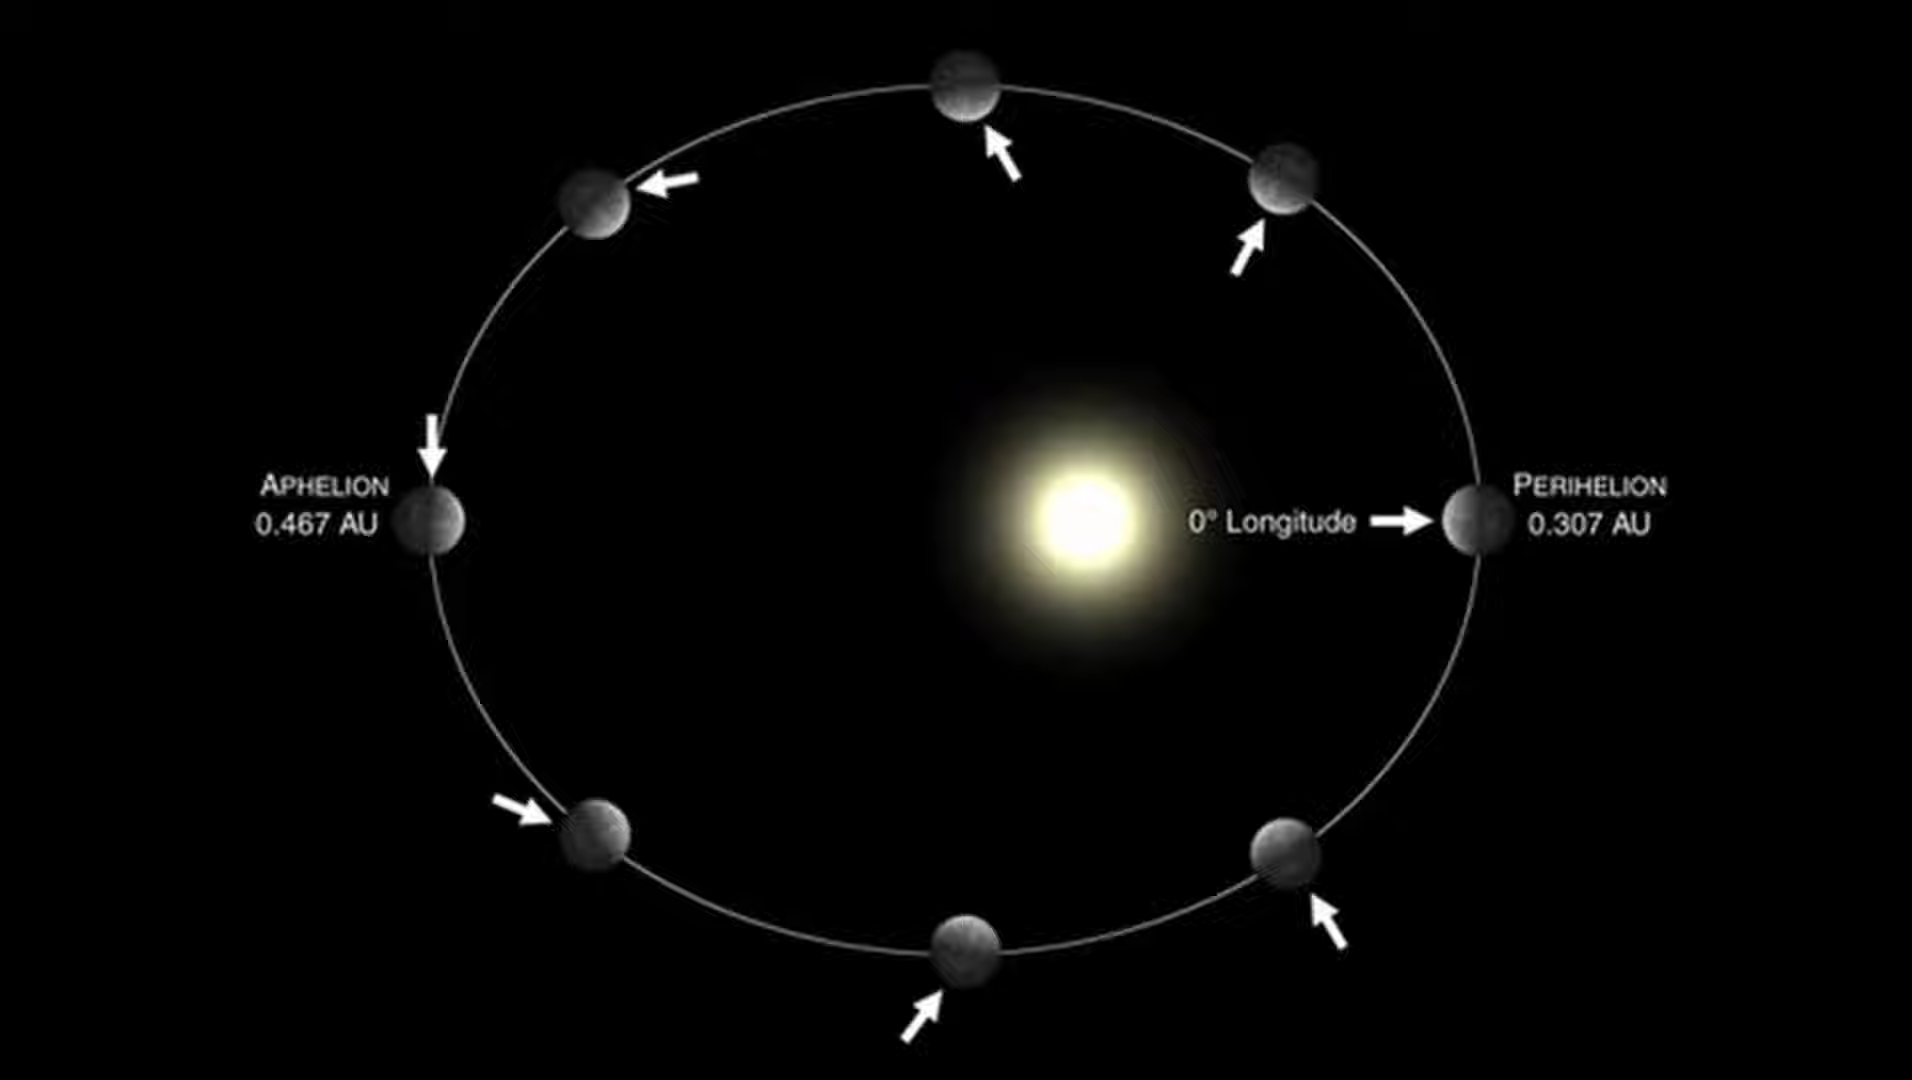 APHELION
0.467 AU
0° Longitude
PERIHELION
0.307 AU